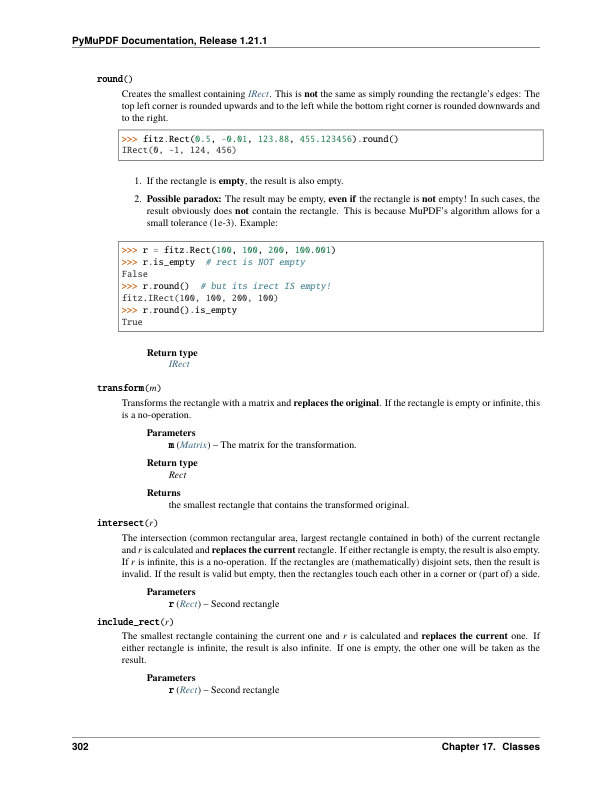 PyMuPDF Documentation, Release 1.21.1
round()
Creates the smallest containing IRect. This is not the same as simply rounding the rectangle's edges: The
top left corner is rounded upwards and to the left while the bottom right corner is rounded downwards and
to the right.
>>> fitz.Rect(0.5, -0.01, 123.88, 455.123456).round()
IRect(0, -1, 124, 456)
1. If the rectangle is empty, the result is also empty.
2. Possible paradox: The result may be empty, even if the rectangle is not empty! In such cases, the
result obviously does not contain the rectangle. This is because MuPDF's algorithm allows for a
small tolerance (1e-3). Example:
>>> r = fitz.Rect(100, 100, 200, 100.001)
>>> r.is_empty  # rect is NOT empty
False
>>> r.round()  # but its irect IS empty!
fitz.IRect(100, 100, 200, 100)
>>> r.round().is_empty
True
Return type
IRect
transform(m)
Transforms the rectangle with a matrix and replaces the original. If the rectangle is empty or infinite, this
is a no-operation.
Parameters
m (Matrix) – The matrix for the transformation.
Return type
Rect
Returns
the smallest rectangle that contains the transformed original.
intersect(r)
The intersection (common rectangular area, largest rectangle contained in both) of the current rectangle
and r is calculated and replaces the current rectangle. If either rectangle is empty, the result is also empty.
If r is infinite, this is a no-operation. If the rectangles are (mathematically) disjoint sets, then the result is
invalid. If the result is valid but empty, then the rectangles touch each other in a corner or (part of) a side.
Parameters
r (Rect) – Second rectangle
include_rect(r)
The smallest rectangle containing the current one and r is calculated and replaces the current one. If
either rectangle is infinite, the result is also infinite. If one is empty, the other one will be taken as the
result.
Parameters
r (Rect) – Second rectangle
302 Chapter 17. Classes